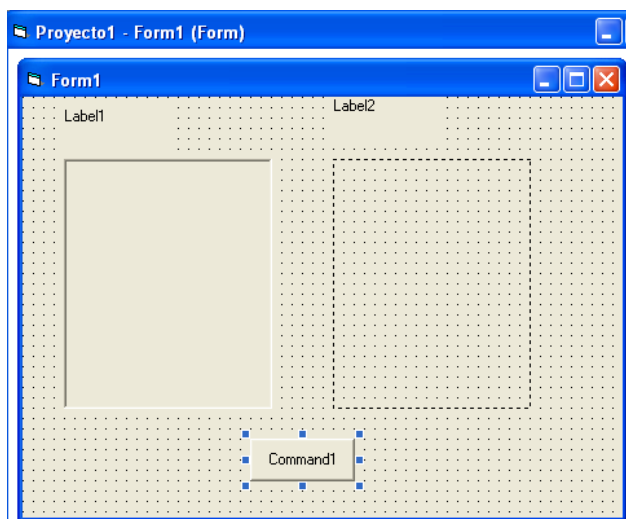 Proyecto1 - Form1 (Form)
Form1
Label1
Label2
Command1